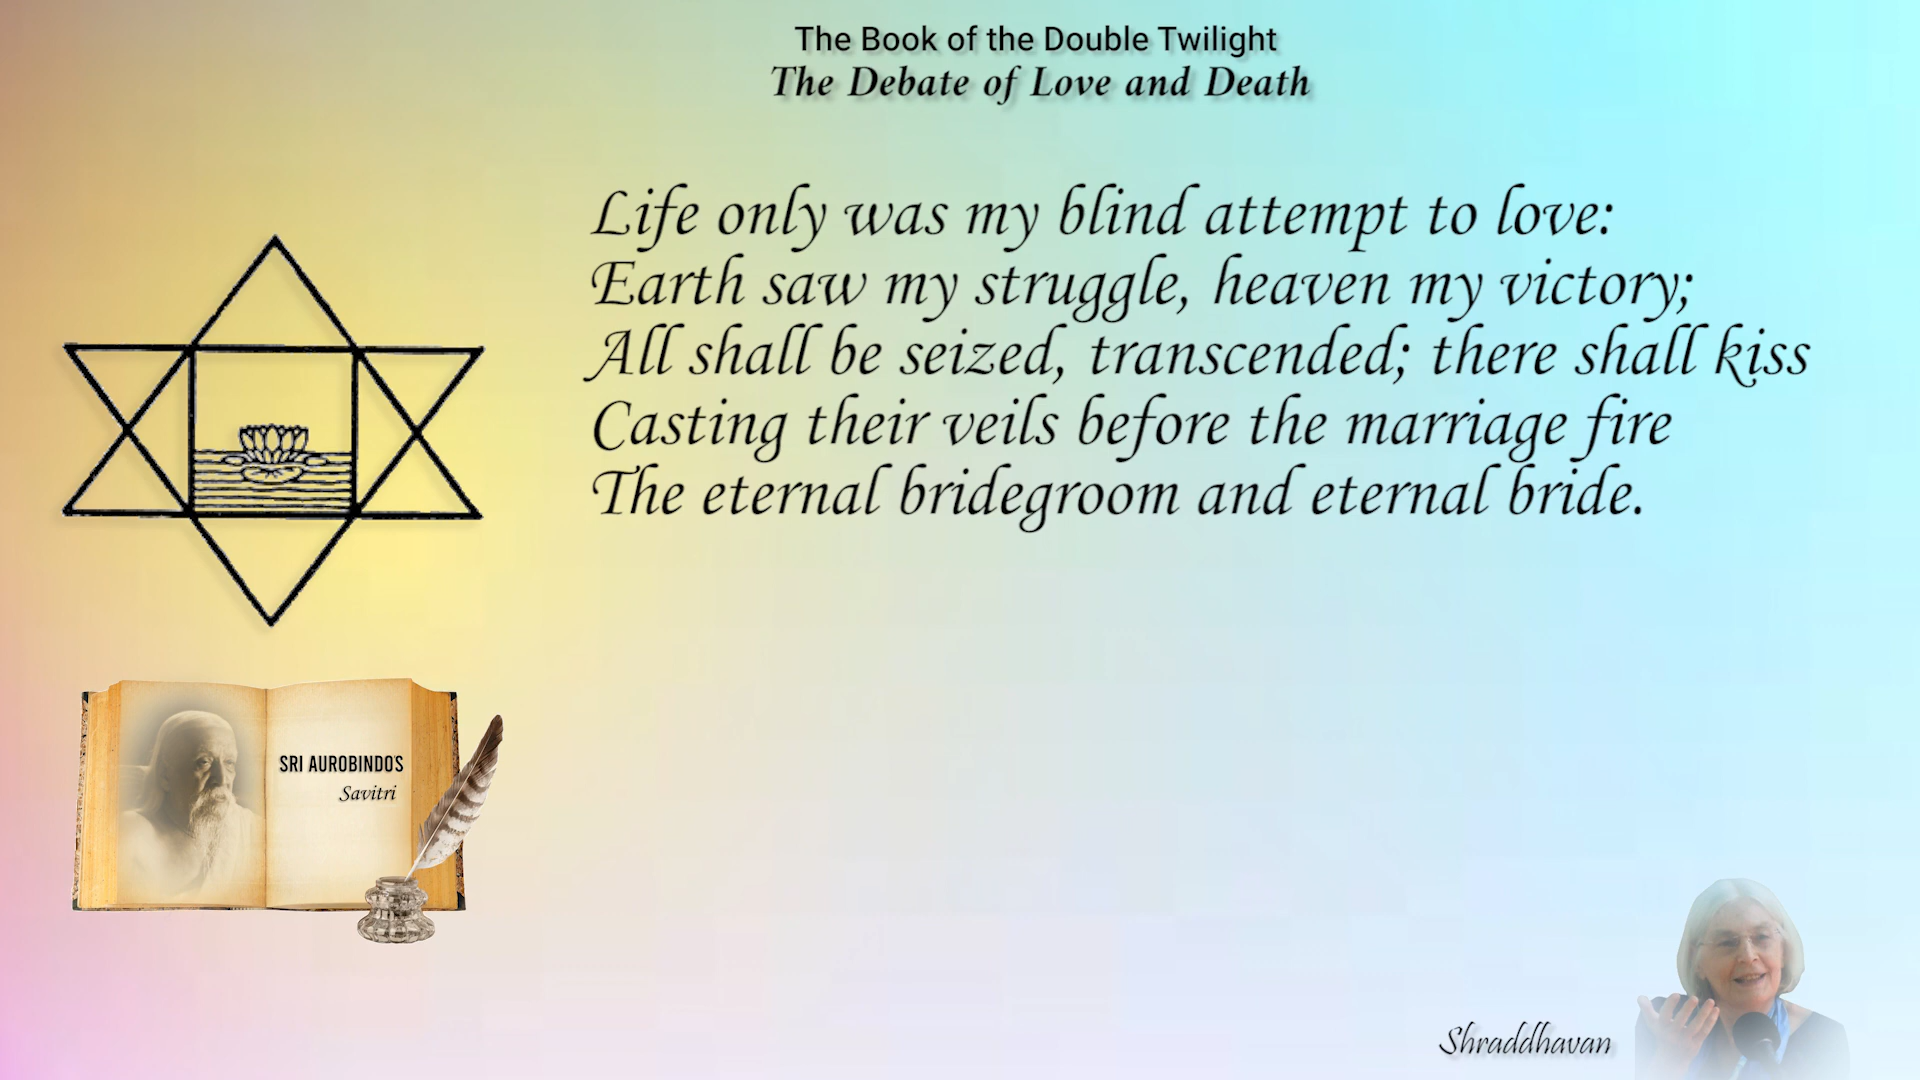 The Book of the Double Twilight
The Debate of Love and Death
Life only was my blind attempt to love:
Earth saw my struggle, heaven my victory;
All shall be seized, transcended; there shall kiss
Casting their veils before the marriage fire
The eternal bridegroom and eternal bride.
SRI AUROBINDO'S
Savitri
Shraddhavan